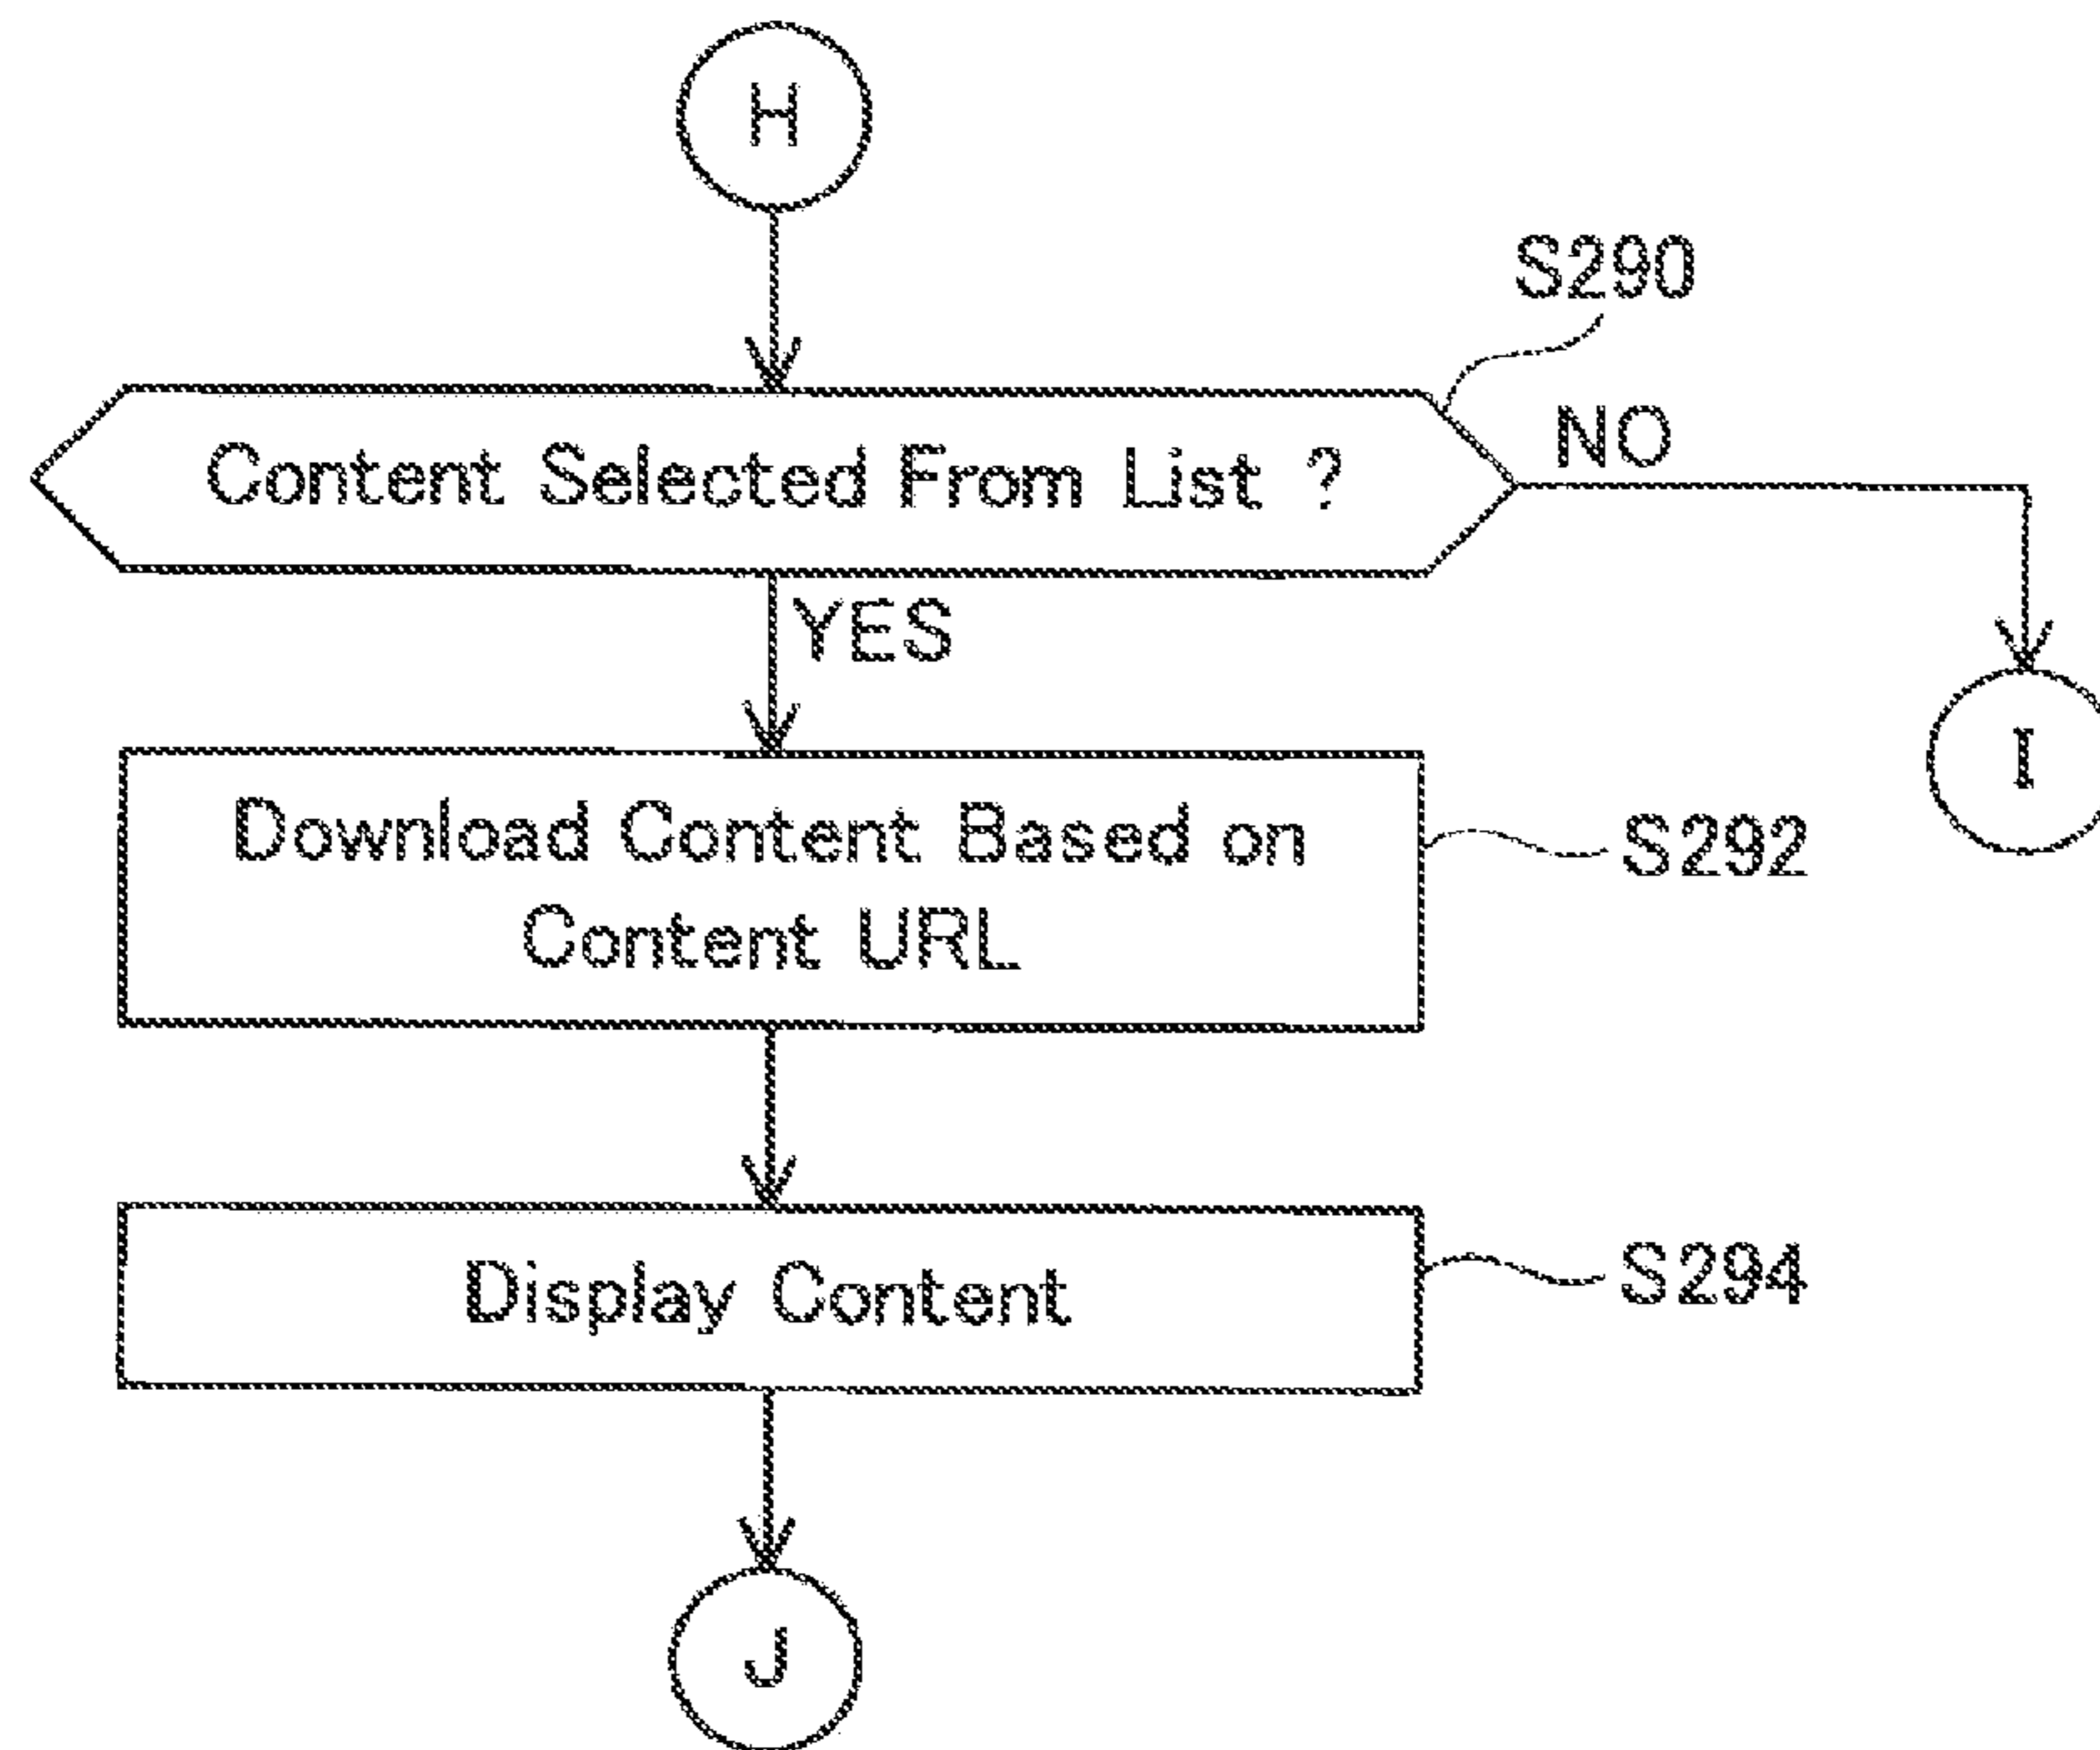 H
S290
Content Selected From List ?
NO
YES
I
Download Content Based on
Content URL
S292
Display Content
S294
J